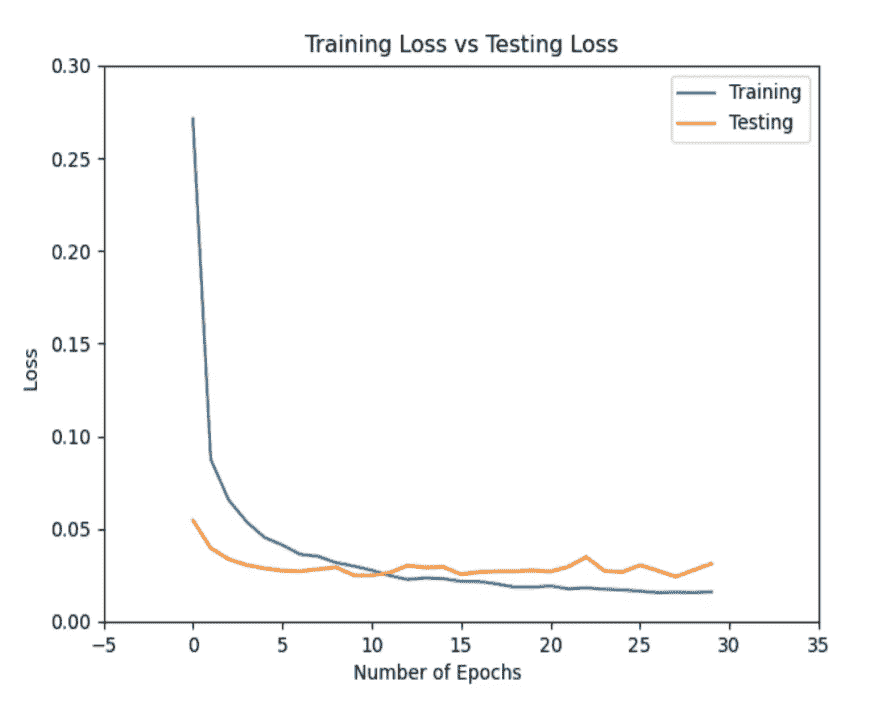 Training Loss vs Testing Loss
0.30
0.25
0.20
0.15
0.10
0.05
0.00
Loss
Training
Testing
−5 0 5 10 15 20 25 30 35
Number of Epochs